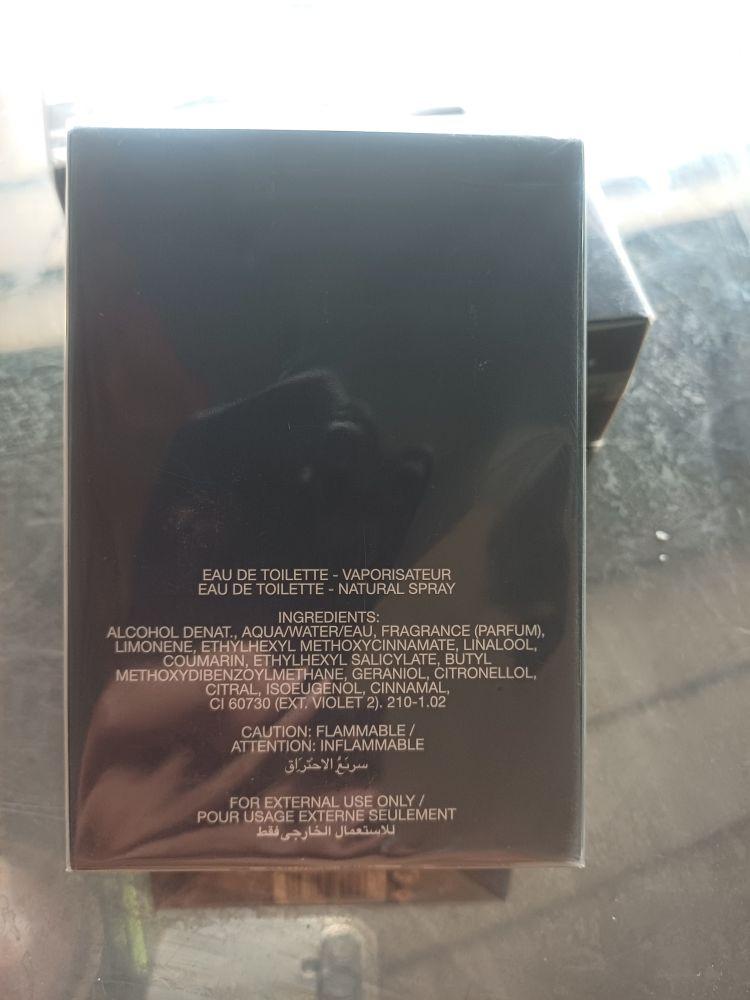 EAU DE TOILETTE - VAPORISATEUR
EAU DE TOILETTE - NATURAL SPRAY
INGREDIENTS:
ALCOHOL DENAT., AQUA/WATER/EAU, FRAGRANCE (PARFUM),
LIMONENE, ETHYLHEXYL METHOXYCINNAMATE, LINALOOL,
COUMARIN, ETHYLHEXYL SALICYLATE, BUTYL
METHOXYDIBENZOYLMETHANE, GERANIOL, CITRONELLOL,
CITRAL, ISOEUGENOL, CINNAMAL,
CI 60730 (EXT. VIOLET 2). 210-1.02
CAUTION: FLAMMABLE /
ATTENTION: INFLAMMABLE
سريعُ الاحتراق
FOR EXTERNAL USE ONLY /
POUR USAGE EXTERNE SEULEMENT
للاستعمال الخارجى فقط